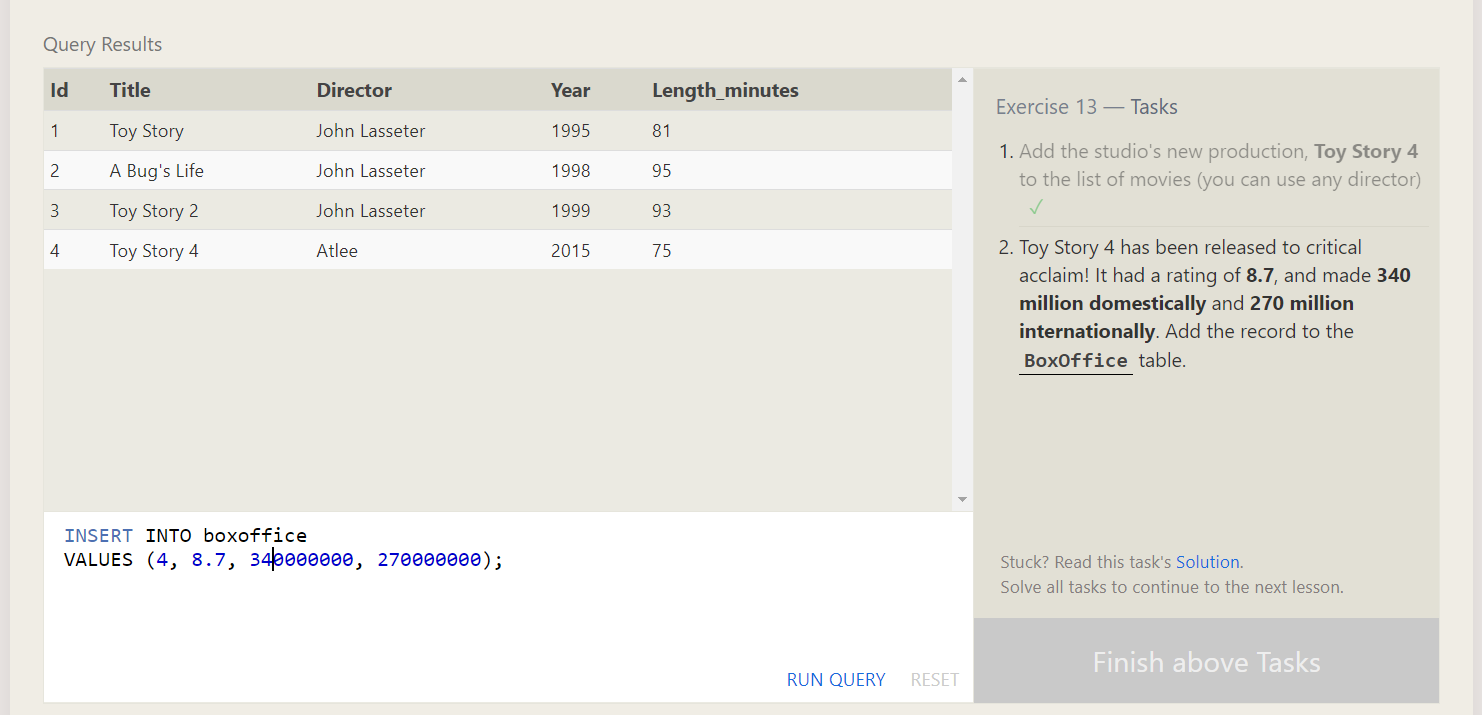 Query Results
Id Title Director Year Length_minutes
1 Toy Story John Lasseter 1995 81
2 A Bug's Life John Lasseter 1998 95
3 Toy Story 2 John Lasseter 1999 93
4 Toy Story 4 Atlee 2015 75
INSERT INTO boxoffice
VALUES (4, 8.7, 340000000, 270000000);
RUN QUERY RESET
Exercise 13 — Tasks
1. Add the studio's new production, Toy Story 4
to the list of movies (you can use any director)
✓
2. Toy Story 4 has been released to critical
acclaim! It had a rating of 8.7, and made 340
million domestically and 270 million
internationally. Add the record to the
BoxOffice table.
Stuck? Read this task's Solution.
Solve all tasks to continue to the next lesson.
Finish above Tasks